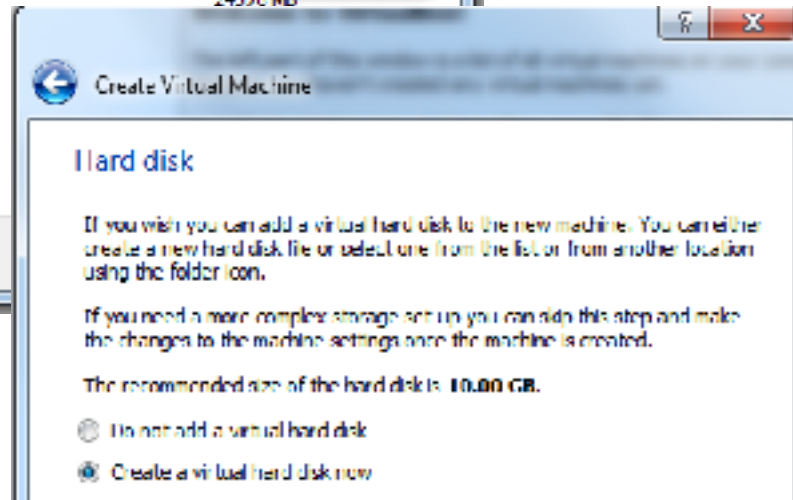 24576 MB
Create Virtual Machine
Hard disk
If you wish you can add a virtual hard disk to the new machine. You can either
create a new hard disk file or select one from the list or from another location
using the folder icon.
If you need a more complex storage set-up you can skip this step and make
the changes to the machine settings once the machine is created.
The recommended size of the hard disk is 10.00 GB.
Do not add a virtual hard disk
Create a virtual hard disk now